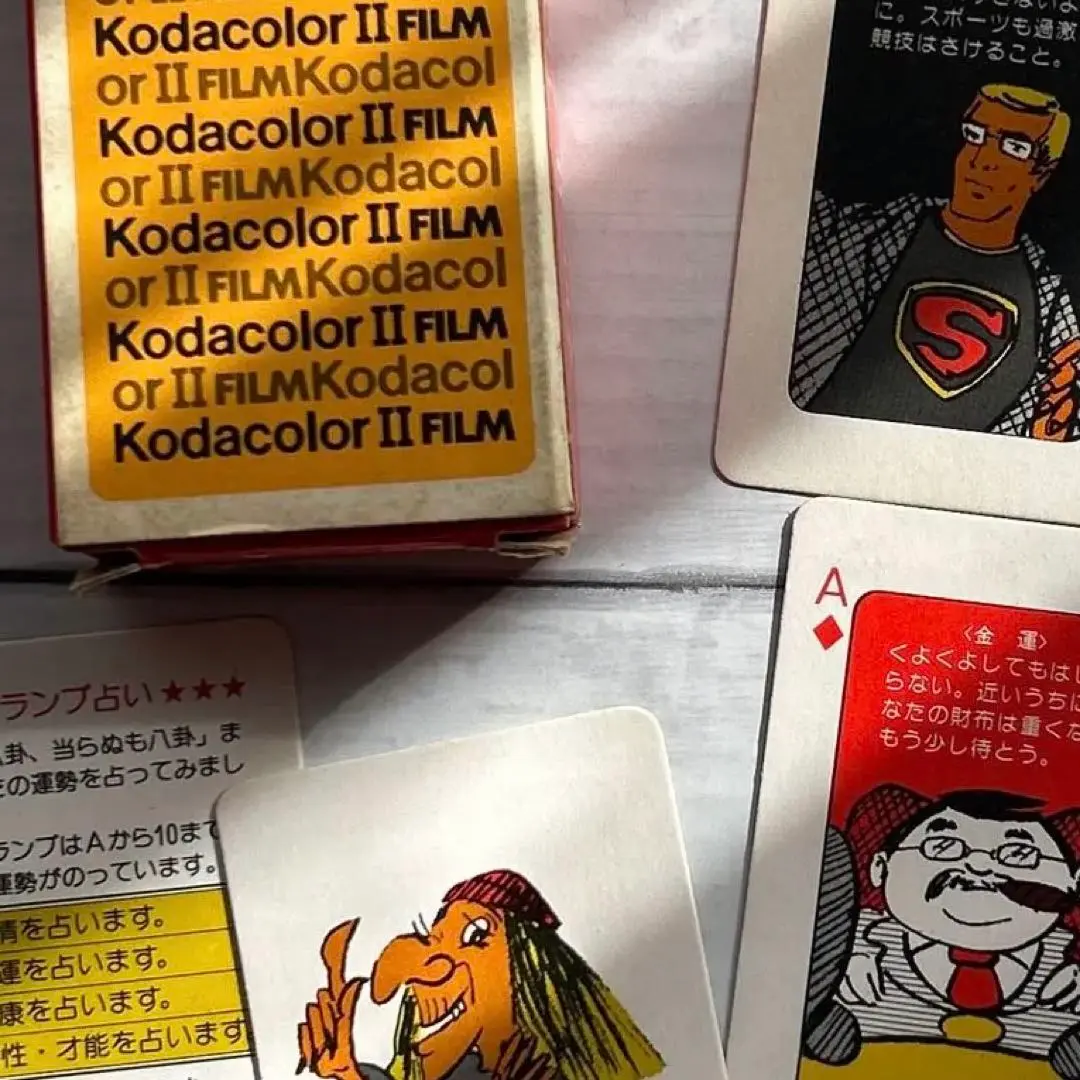 Kodacolor II FILM
or II FILM Kodacol
Kodacolor II FILM
or II FILM Kodacol
Kodacolor II FILM
or II FILM Kodacol
Kodacolor II FILM
or II FILM Kodacol
Kodacolor II FILM
に。スポーツも過激
競技はさけること。
S
A
〈金 運〉
くよくよしてもはじ
らない。近いうちに
なたの財布は重くな
もう少し待とう。
ランプ占い★★★
八卦、当らぬも八卦」ま
の運勢を占ってみまし
ランプはAから10まで
運勢がのっています。
情を占います。
運を占います。
康を占います。
性・才能を占います